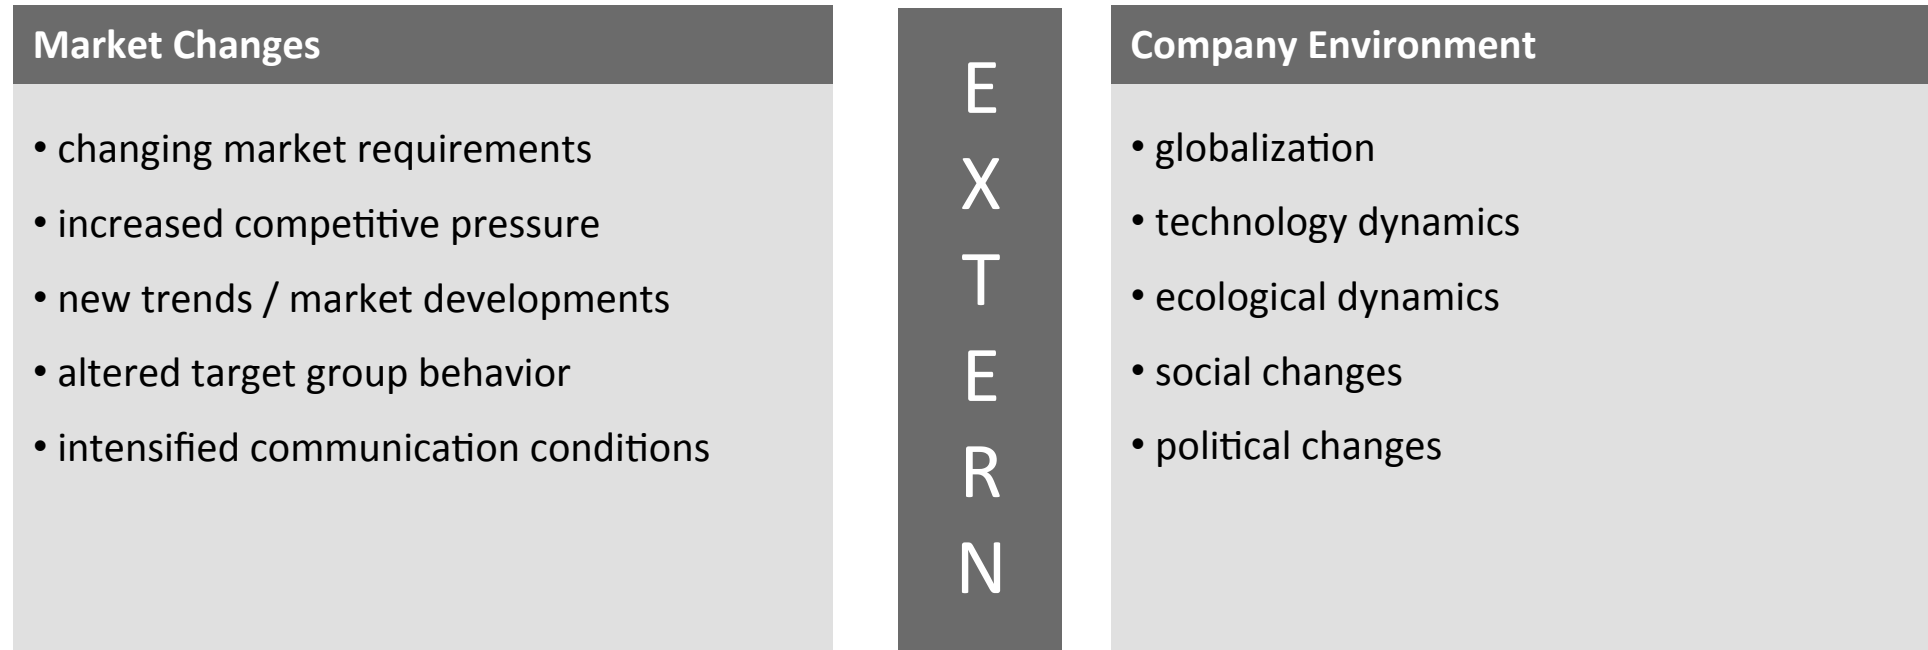 Market Changes
• changing market requirements
• increased competitive pressure
• new trends / market developments
• altered target group behavior
• intensified communication conditions
E
X
T
E
R
N
Company Environment
• globalization
• technology dynamics
• ecological dynamics
• social changes
• political changes